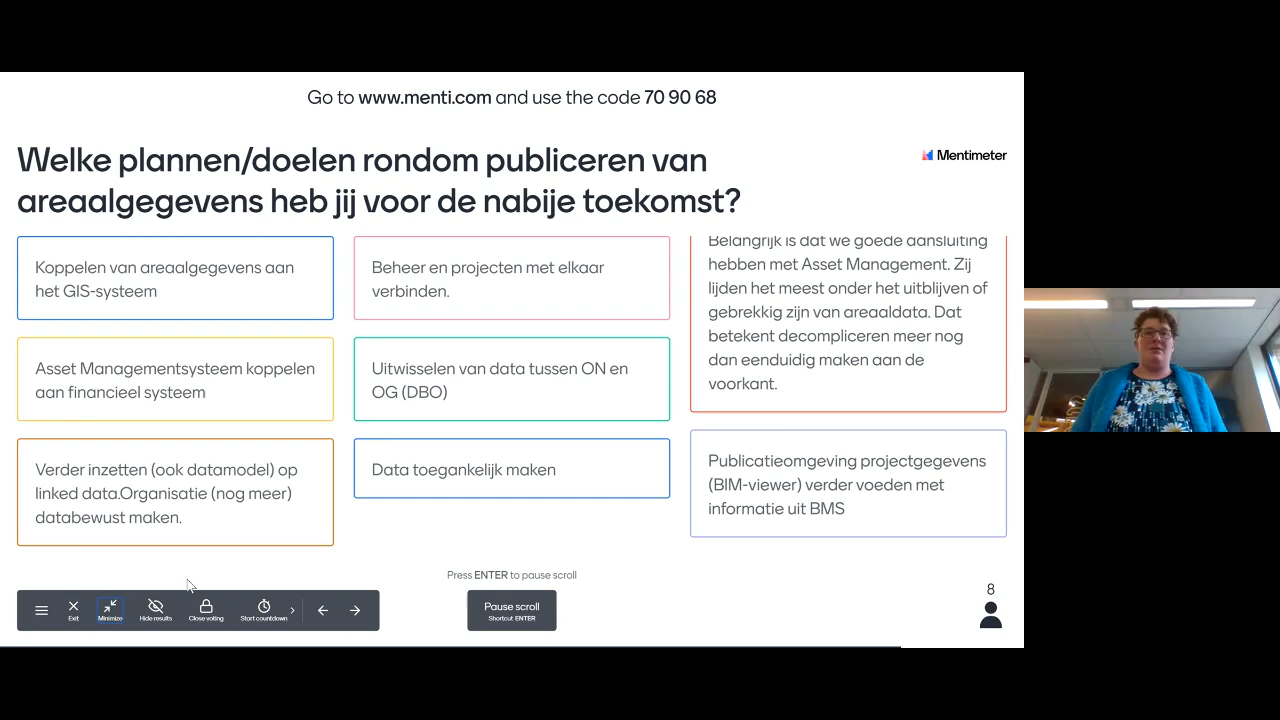 Go to www.menti.com and use the code 70 90 68
Welke plannen/doelen rondom publiceren van
areaalgegevens heb jij voor de nabije toekomst?
Mentimeter
Koppelen van areaalgegevens aan
het GIS-systeem
Asset Managementsysteem koppelen
aan financieel systeem
Verder inzetten (ook datamodel) op
linked data.Organisatie (nog meer)
databewust maken.
Beheer en projecten met elkaar
verbinden.
Uitwisselen van data tussen ON en
OG (DBO)
Data toegankelijk maken
Belangrijk is dat we goede aansluiting
hebben met Asset Management. Zij
lijden het meest onder het uitblijven of
gebrekkig zijn van areaaldata. Dat
betekent decompliceren meer nog
dan eenduidig maken aan de
voorkant.
Publicatieomgeving projectgegevens
(BIM-viewer) verder voeden met
informatie uit BMS
Press ENTER to pause scroll
Pause scroll
Shortcut ENTER
Exit
Minimize
Hide results
Close voting
Start countdown
8